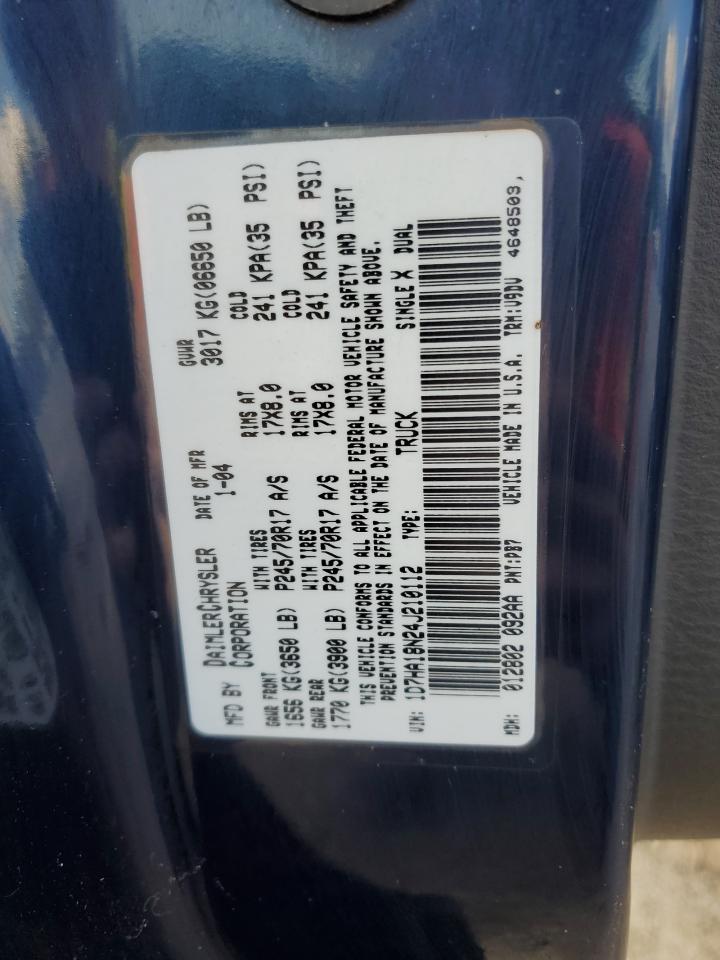 MFD BY DAIMLERCHRYSLER CORPORATION DATE OF MFR 1-04 GVWR 3017 KG(06650 LB)
GAWR FRONT WITH TIRES RIMS AT COLD
1656 KG(3650 LB) P245/70R17 A/S 17X8.0 241 KPA(35 PSI)
GAWR REAR WITH TIRES RIMS AT COLD
1770 KG(3900 LB) P245/70R17 A/S 17X8.0 241 KPA(35 PSI)
THIS VEHICLE CONFORMS TO ALL APPLICABLE FEDERAL MOTOR VEHICLE SAFETY AND THEFT
PREVENTION STANDARDS IN EFFECT ON THE DATE OF MANUFACTURE SHOWN ABOVE.
VIN: 1D7HA18N24J210112 TYPE: TRUCK SINGLE X DUAL
MDH: 012802 092AA PNT:PB7 VEHICLE MADE IN U.S.A. TRM:V9DV 4648503,